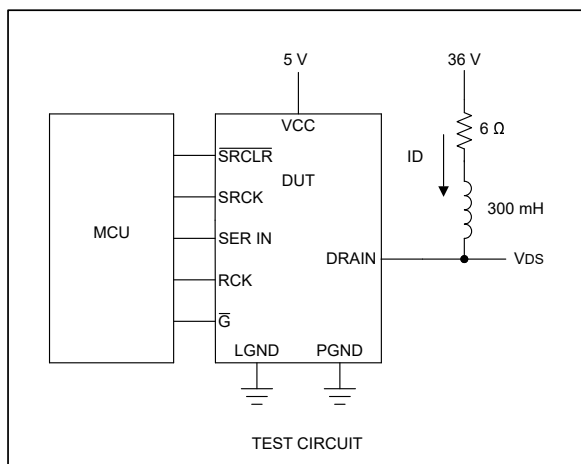 5 V
36 V
VCC
6 Ω
SRCLR
DUT
ID
SRCK
300 mH
MCU
SER IN
DRAIN
VDS
RCK
G
LGND
PGND
TEST CIRCUIT